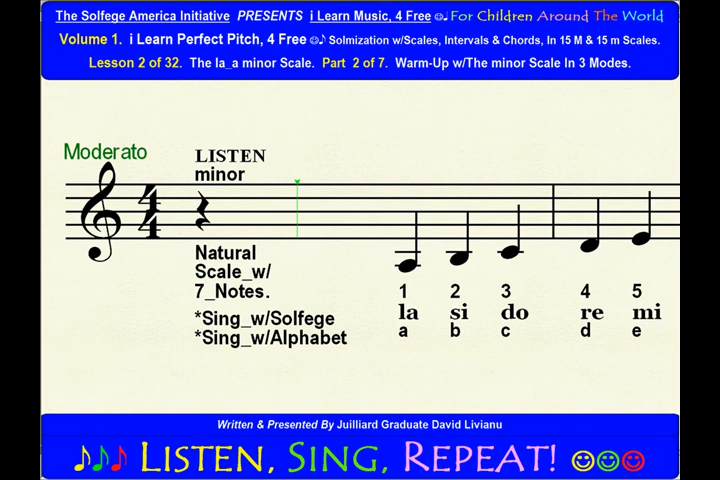 The Solfege America Initiative PRESENTS i Learn Music, 4 Free ☺♪ For Children Around The World
Volume 1. i Learn Perfect Pitch, 4 Free ☺♪ Solmization w/Scales, Intervals & Chords, In 15 M & 15 m Scales.
Lesson 2 of 32. The la_a minor Scale. Part 2 of 7. Warm-Up w/The minor Scale In 3 Modes.
Moderato
LISTEN
minor
4
4
Natural
Scale_w/
7_Notes.
1 2 3 4 5
*Sing_w/Solfege la si do re mi
*Sing_w/Alphabet a b c d e
Written & Presented By Juilliard Graduate David Livianu
♪♪♪ LISTEN, SING, REPEAT! ☺☺☺